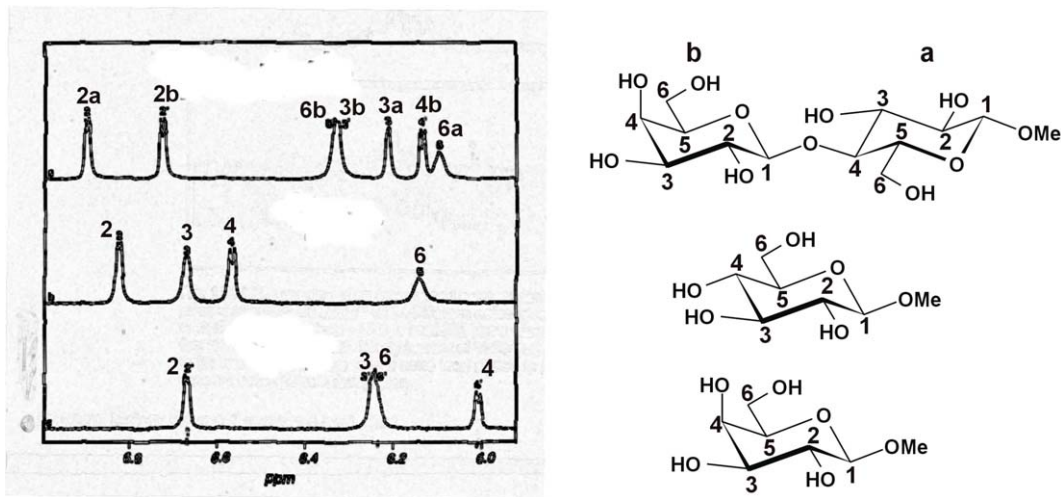 2a 2b 6b 3b 3a 4b 6a
2 3 4 6
2 3 6 4
6.6 6.4 6.2 6.0
ppm
b a
HO 6 OH
4 5 O 2
HO 3 HO 1 O
3 HO 5 2 HO 1 OMe
4 6 OH O
6 OH
4 HO 5 O 2
HO 3 HO 1 OMe
HO 6 OH
4 5 O 2
HO 3 HO 1 OMe